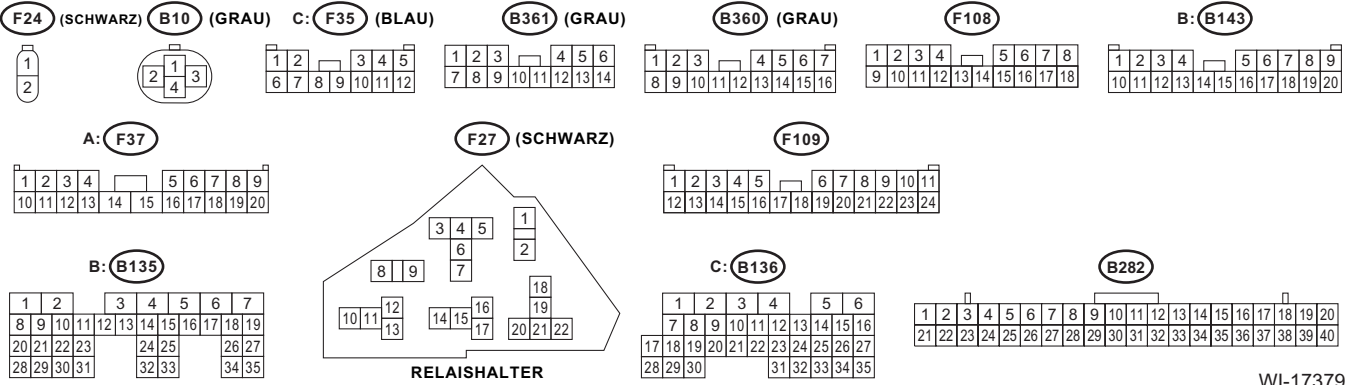 F24 (SCHWARZ) B10 (GRAU) C: F35 (BLAU) B361 (GRAU) B360 (GRAU) F108 B: B143
1
2
1
2 3
4
1 2 3 4 5
6 7 8 9 10 11 12
1 2 3 4 5 6
7 8 9 10 11 12 13 14
1 2 3 4 5 6 7
8 9 10 11 12 13 14 15 16
1 2 3 4 5 6 7 8
9 10 11 12 13 14 15 16 17 18
1 2 3 4 5 6 7 8 9
10 11 12 13 14 15 16 17 18 19 20
A: F37 F27 (SCHWARZ) F109
1 2 3 4 5 6 7 8 9
10 11 12 13 14 15 16 17 18 19 20
1
2
3 4 5
6
7
8 9
10 11 12
13
14 15 16
17
18
19
20 21 22
RELAISHALTER
1 2 3 4 5 6 7 8 9 10 11
12 13 14 15 16 17 18 19 20 21 22 23 24
B: B135 C: B136 B282
1 2 3 4 5 6 7
8 9 10 11 12 13 14 15 16 17 18 19
20 21 22 23 24 25 26 27
28 29 30 31 32 33 34 35
1 2 3 4 5 6
7 8 9 10 11 12 13 14 15 16
17 18 19 20 21 22 23 24 25 26 27
28 29 30 31 32 33 34 35
1 2 3 4 5 6 7 8 9 10 11 12 13 14 15 16 17 18 19 20
21 22 23 24 25 26 27 28 29 30 31 32 33 34 35 36 37 38 39 40
WI-17379